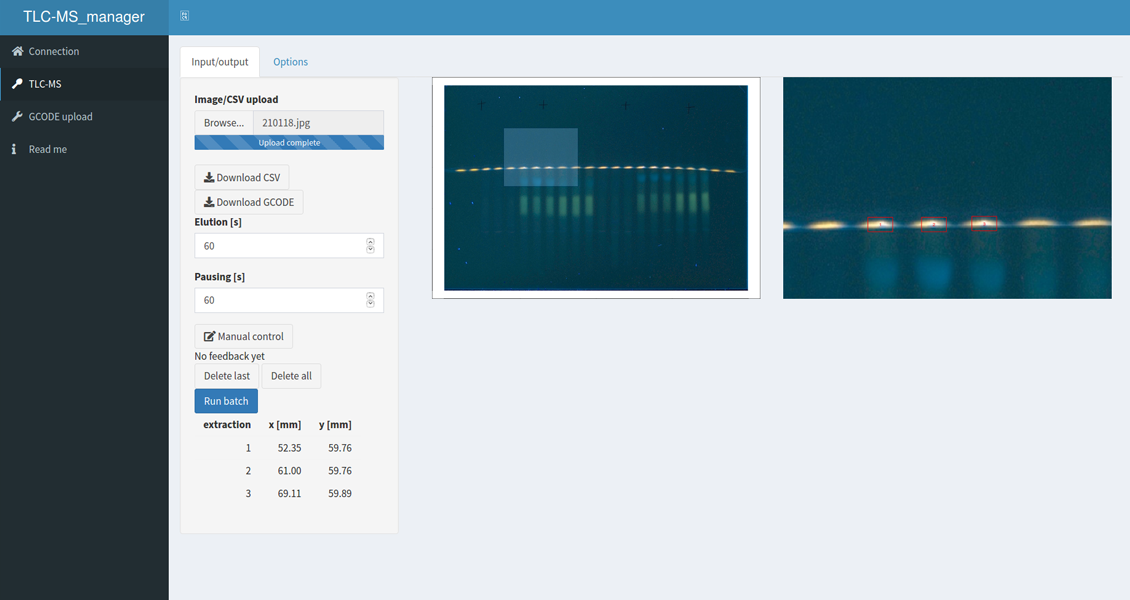 TLC-MS_manager
Connection
TLC-MS
GCODE upload
Read me
Input/output
Options
Image/CSV upload
Browse... 210118.jpg
Upload complete
Download CSV
Download GCODE
Elution [s]
60
Pausing [s]
60
Manual control
No feedback yet
Delete last Delete all
Run batch
extraction x [mm] y [mm]
1 52.35 59.76
2 61.00 59.76
3 69.11 59.89